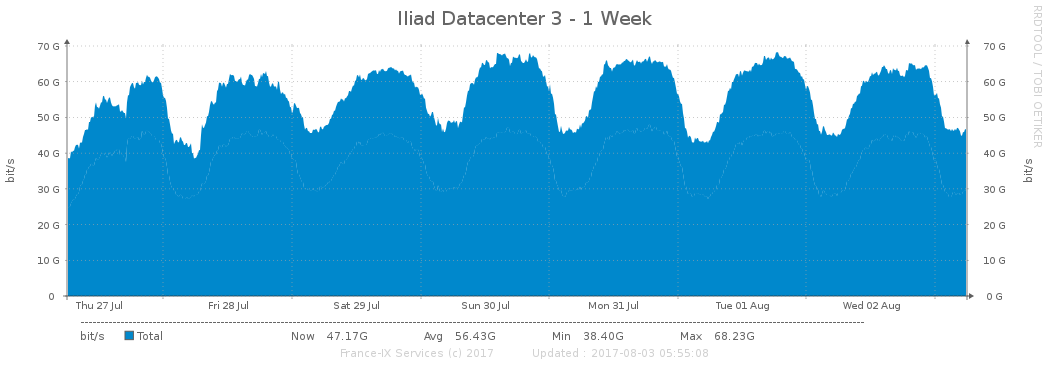 Iliad Datacenter 3 - 1 Week
RRDTOOL / TOBI OETIKER
70 G 70 G
60 G 60 G
50 G 50 G
40 G 40 G
30 G 30 G
20 G 20 G
10 G 10 G
0 0 G
bit/s
bit/s
Thu 27 Jul Fri 28 Jul Sat 29 Jul Sun 30 Jul Mon 31 Jul Tue 01 Aug Wed 02 Aug
bit/s Total Now 47.17G Avg 56.43G Min 38.40G Max 68.23G
France-IX Services (c) 2017 Updated : 2017-08-03 05:55:08